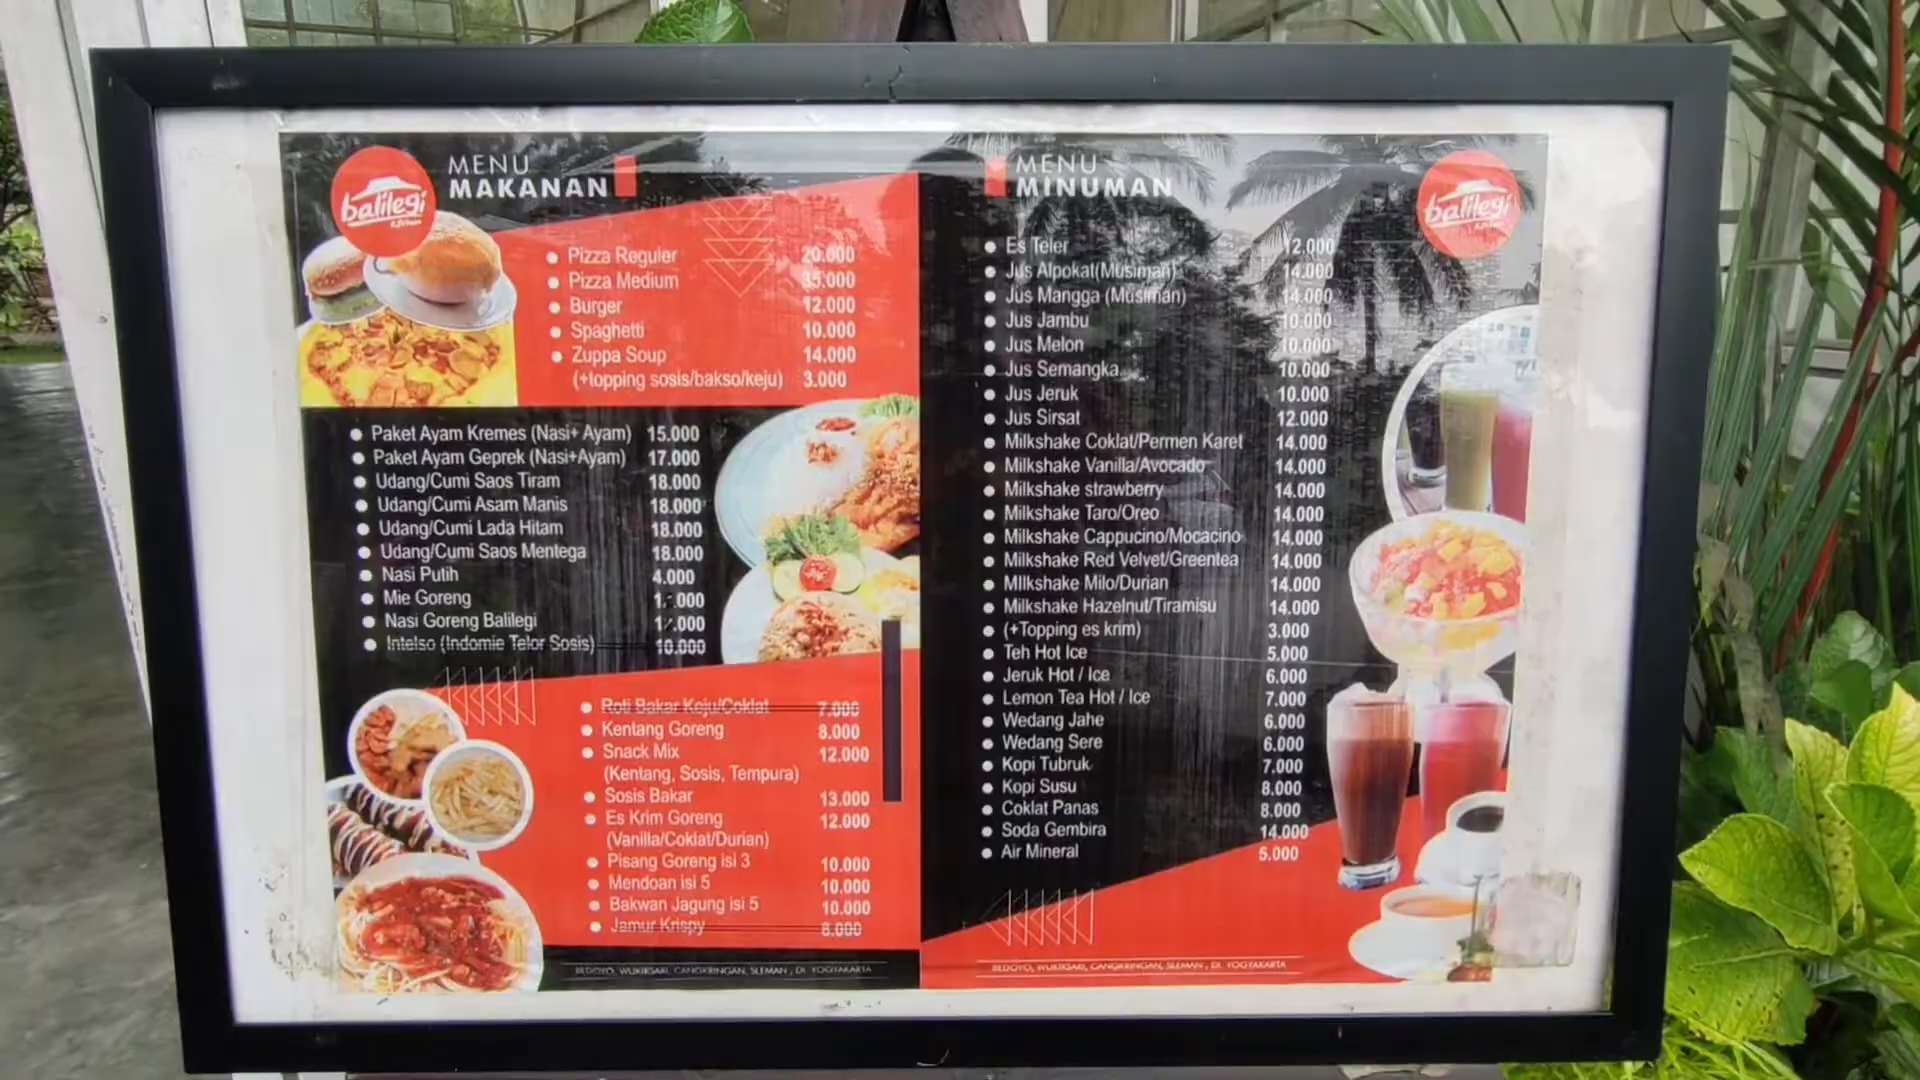 balilegi
MENU
MAKANAN
Pizza Reguler 20.000
Pizza Medium 35.000
Burger 12.000
Spaghetti 10.000
Zuppa Soup 14.000
(+topping sosis/bakso/keju) 3.000
Paket Ayam Kremes (Nasi+ Ayam) 15.000
Paket Ayam Geprek (Nasi+Ayam) 17.000
Udang/Cumi Saos Tiram 18.000
Udang/Cumi Asam Manis 18.000
Udang/Cumi Lada Hitam 18.000
Udang/Cumi Saos Mentega 18.000
Nasi Putih 4.000
Mie Goreng
Nasi Goreng Balilegi
Intelso (Indomie Telor Sosis) 10.000
Roti Bakar Keju/Coklat 7.000
Kentang Goreng 8.000
Snack Mix 12.000
(Kentang, Sosis, Tempura)
Sosis Bakar 13.000
Es Krim Goreng 12.000
(Vanilla/Coklat/Durian)
Pisang Goreng isi 3 10.000
Mendoan isi 5 10.000
Bakwan Jagung isi 5 10.000
Jamur Krispy 8.000
BEDOYO, WUKIRSARI, CANGKRINGAN, SLEMAN , DI. YOGYAKARTA
MENU
MINUMAN
balilegi
Es Teler 12.000
Jus Alpokat(Musiman) 14.000
Jus Mangga (Musiman) 14.000
Jus Jambu 10.000
Jus Melon 10.000
Jus Semangka 10.000
Jus Jeruk 10.000
Jus Sirsat 12.000
Milkshake Coklat/Permen Karet 14.000
Milkshake Vanilla/Avocado 14.000
Milkshake strawberry 14.000
Milkshake Taro/Oreo 14.000
Milkshake Cappucino/Mocacino 14.000
Milkshake Red Velvet/Greentea 14.000
MIlkshake Milo/Durian 14.000
Milkshake Hazelnut/Tiramisu 14.000
(+Topping es krim) 3.000
Teh Hot Ice 5.000
Jeruk Hot / Ice 6.000
Lemon Tea Hot / Ice 7.000
Wedang Jahe 6.000
Wedang Sere 6.000
Kopi Tubruk 7.000
Kopi Susu 8.000
Coklat Panas 8.000
Soda Gembira 14.000
Air Mineral 5.000
BEDOYO, WUKIRSARI, CANGKRINGAN, SLEMAN , DI. YOGYAKARTA